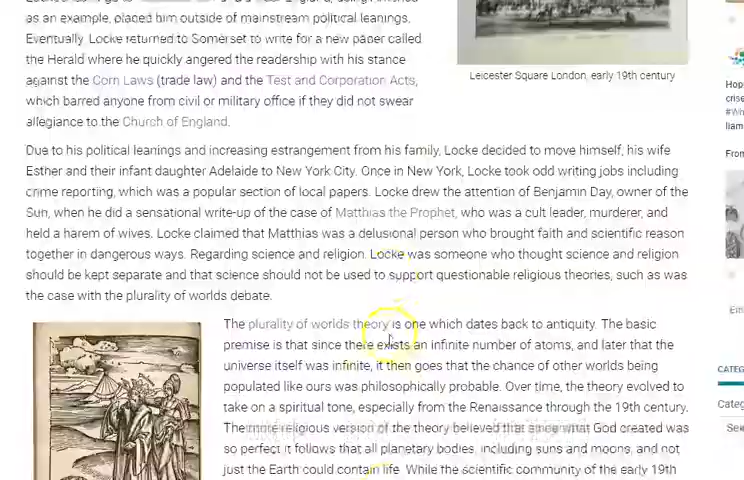 as an example, placed him outside of mainstream political leanings.
Eventually Locke returned to Somerset to write for a new paper called
the Herald where he quickly angered the readership with his stance
against the Corn Laws (trade law) and the Test and Corporation Acts,
which barred anyone from civil or military office if they did not swear
allegiance to the Church of England.
Leicester Square London, early 19th century
Due to his political leanings and increasing estrangement from his family, Locke decided to move himself, his wife
Esther and their infant daughter Adelaide to New York City. Once in New York, Locke took odd writing jobs including
crime reporting, which was a popular section of local papers. Locke drew the attention of Benjamin Day, owner of the
Sun, when he did a sensational write-up of the case of Matthias the Prophet, who was a cult leader, murderer, and
held a harem of wives. Locke claimed that Matthias was a delusional person who brought faith and scientific reason
together in dangerous ways. Regarding science and religion. Locke was someone who thought science and religion
should be kept separate and that science should not be used to support questionable religious theories, such as was
the case with the plurality of worlds debate.
The plurality of worlds theory is one which dates back to antiquity. The basic
premise is that since there exists an infinite number of atoms, and later that the
universe itself was infinite, it then goes that the chance of other worlds being
populated like ours was philosophically probable. Over time, the theory evolved to
take on a spiritual tone, especially from the Renaissance through the 19th century.
The more religious version of the theory believed that since what God created was
so perfect it follows that all planetary bodies, including suns and moons, and not
just the Earth could contain life. While the scientific community of the early 19th
Hop
crise
#W
liam
From
Em
CATEG
Categ
Se